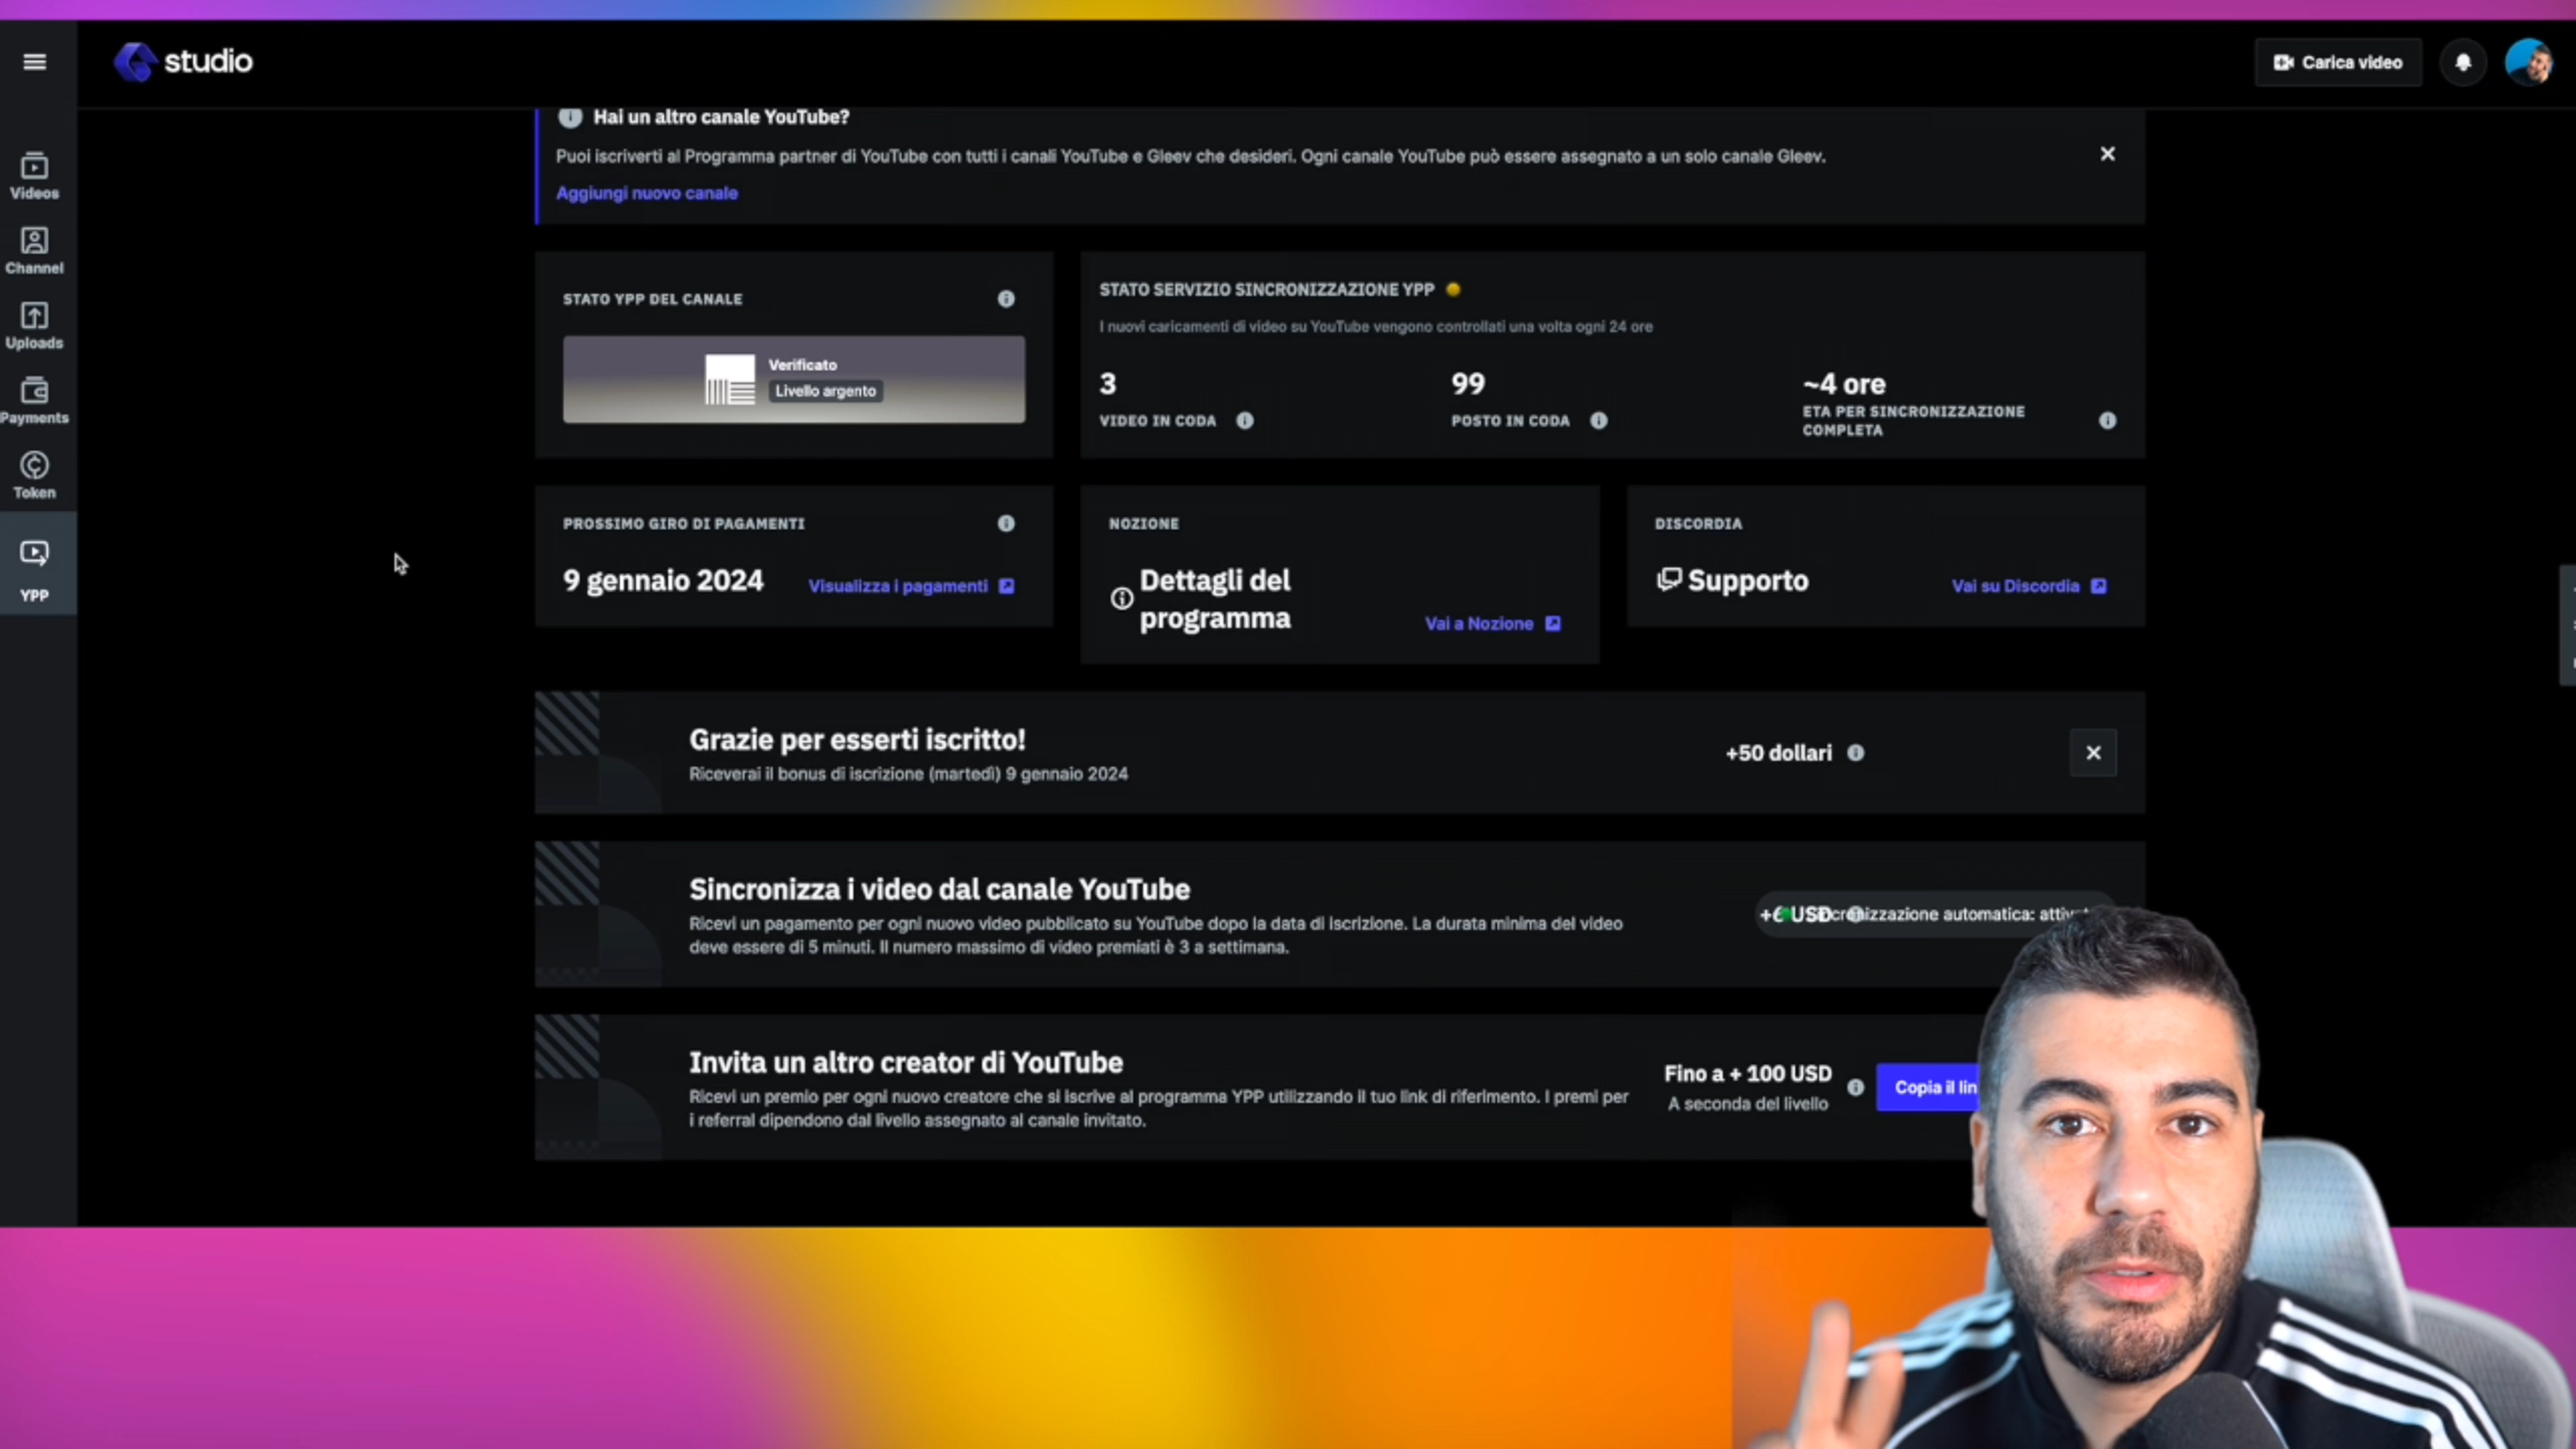 studio
Carica video
Hai un altro canale YouTube?
Puoi iscriverti al Programma partner di YouTube con tutti i canali YouTube e Gleev che desideri. Ogni canale YouTube può essere assegnato a un solo canale Gleev.
Aggiungi nuovo canale
Videos
Channel
Uploads
Payments
Token
YPP
STATO YPP DEL CANALE
Verificato
Livello argento
STATO SERVIZIO SINCRONIZZAZIONE YPP
I nuovi caricamenti di video su YouTube vengono controllati una volta ogni 24 ore
3
VIDEO IN CODA
99
POSTO IN CODA
~4 ore
ETA PER SINCRONIZZAZIONE
COMPLETA
PROSSIMO GIRO DI PAGAMENTI
9 gennaio 2024
Visualizza i pagamenti
NOZIONE
Dettagli del
programma
Vai a Nozione
DISCORDIA
Supporto
Vai su Discordia
Grazie per esserti iscritto!
Riceverai il bonus di iscrizione (martedì) 9 gennaio 2024
+50 dollari
Sincronizza i video dal canale YouTube
Ricevi un pagamento per ogni nuovo video pubblicato su YouTube dopo la data di iscrizione. La durata minima del video
deve essere di 5 minuti. Il numero massimo di video premiati è 3 a settimana.
USD
automatica:
Invita un altro creator di YouTube
Ricevi un premio per ogni nuovo creatore che si iscrive al programma YPP utilizzando il tuo link di riferimento. I premi per
i referral dipendono dal livello assegnato al canale invitato.
Fino a + 100 USD
A seconda del livello
Copia il lin